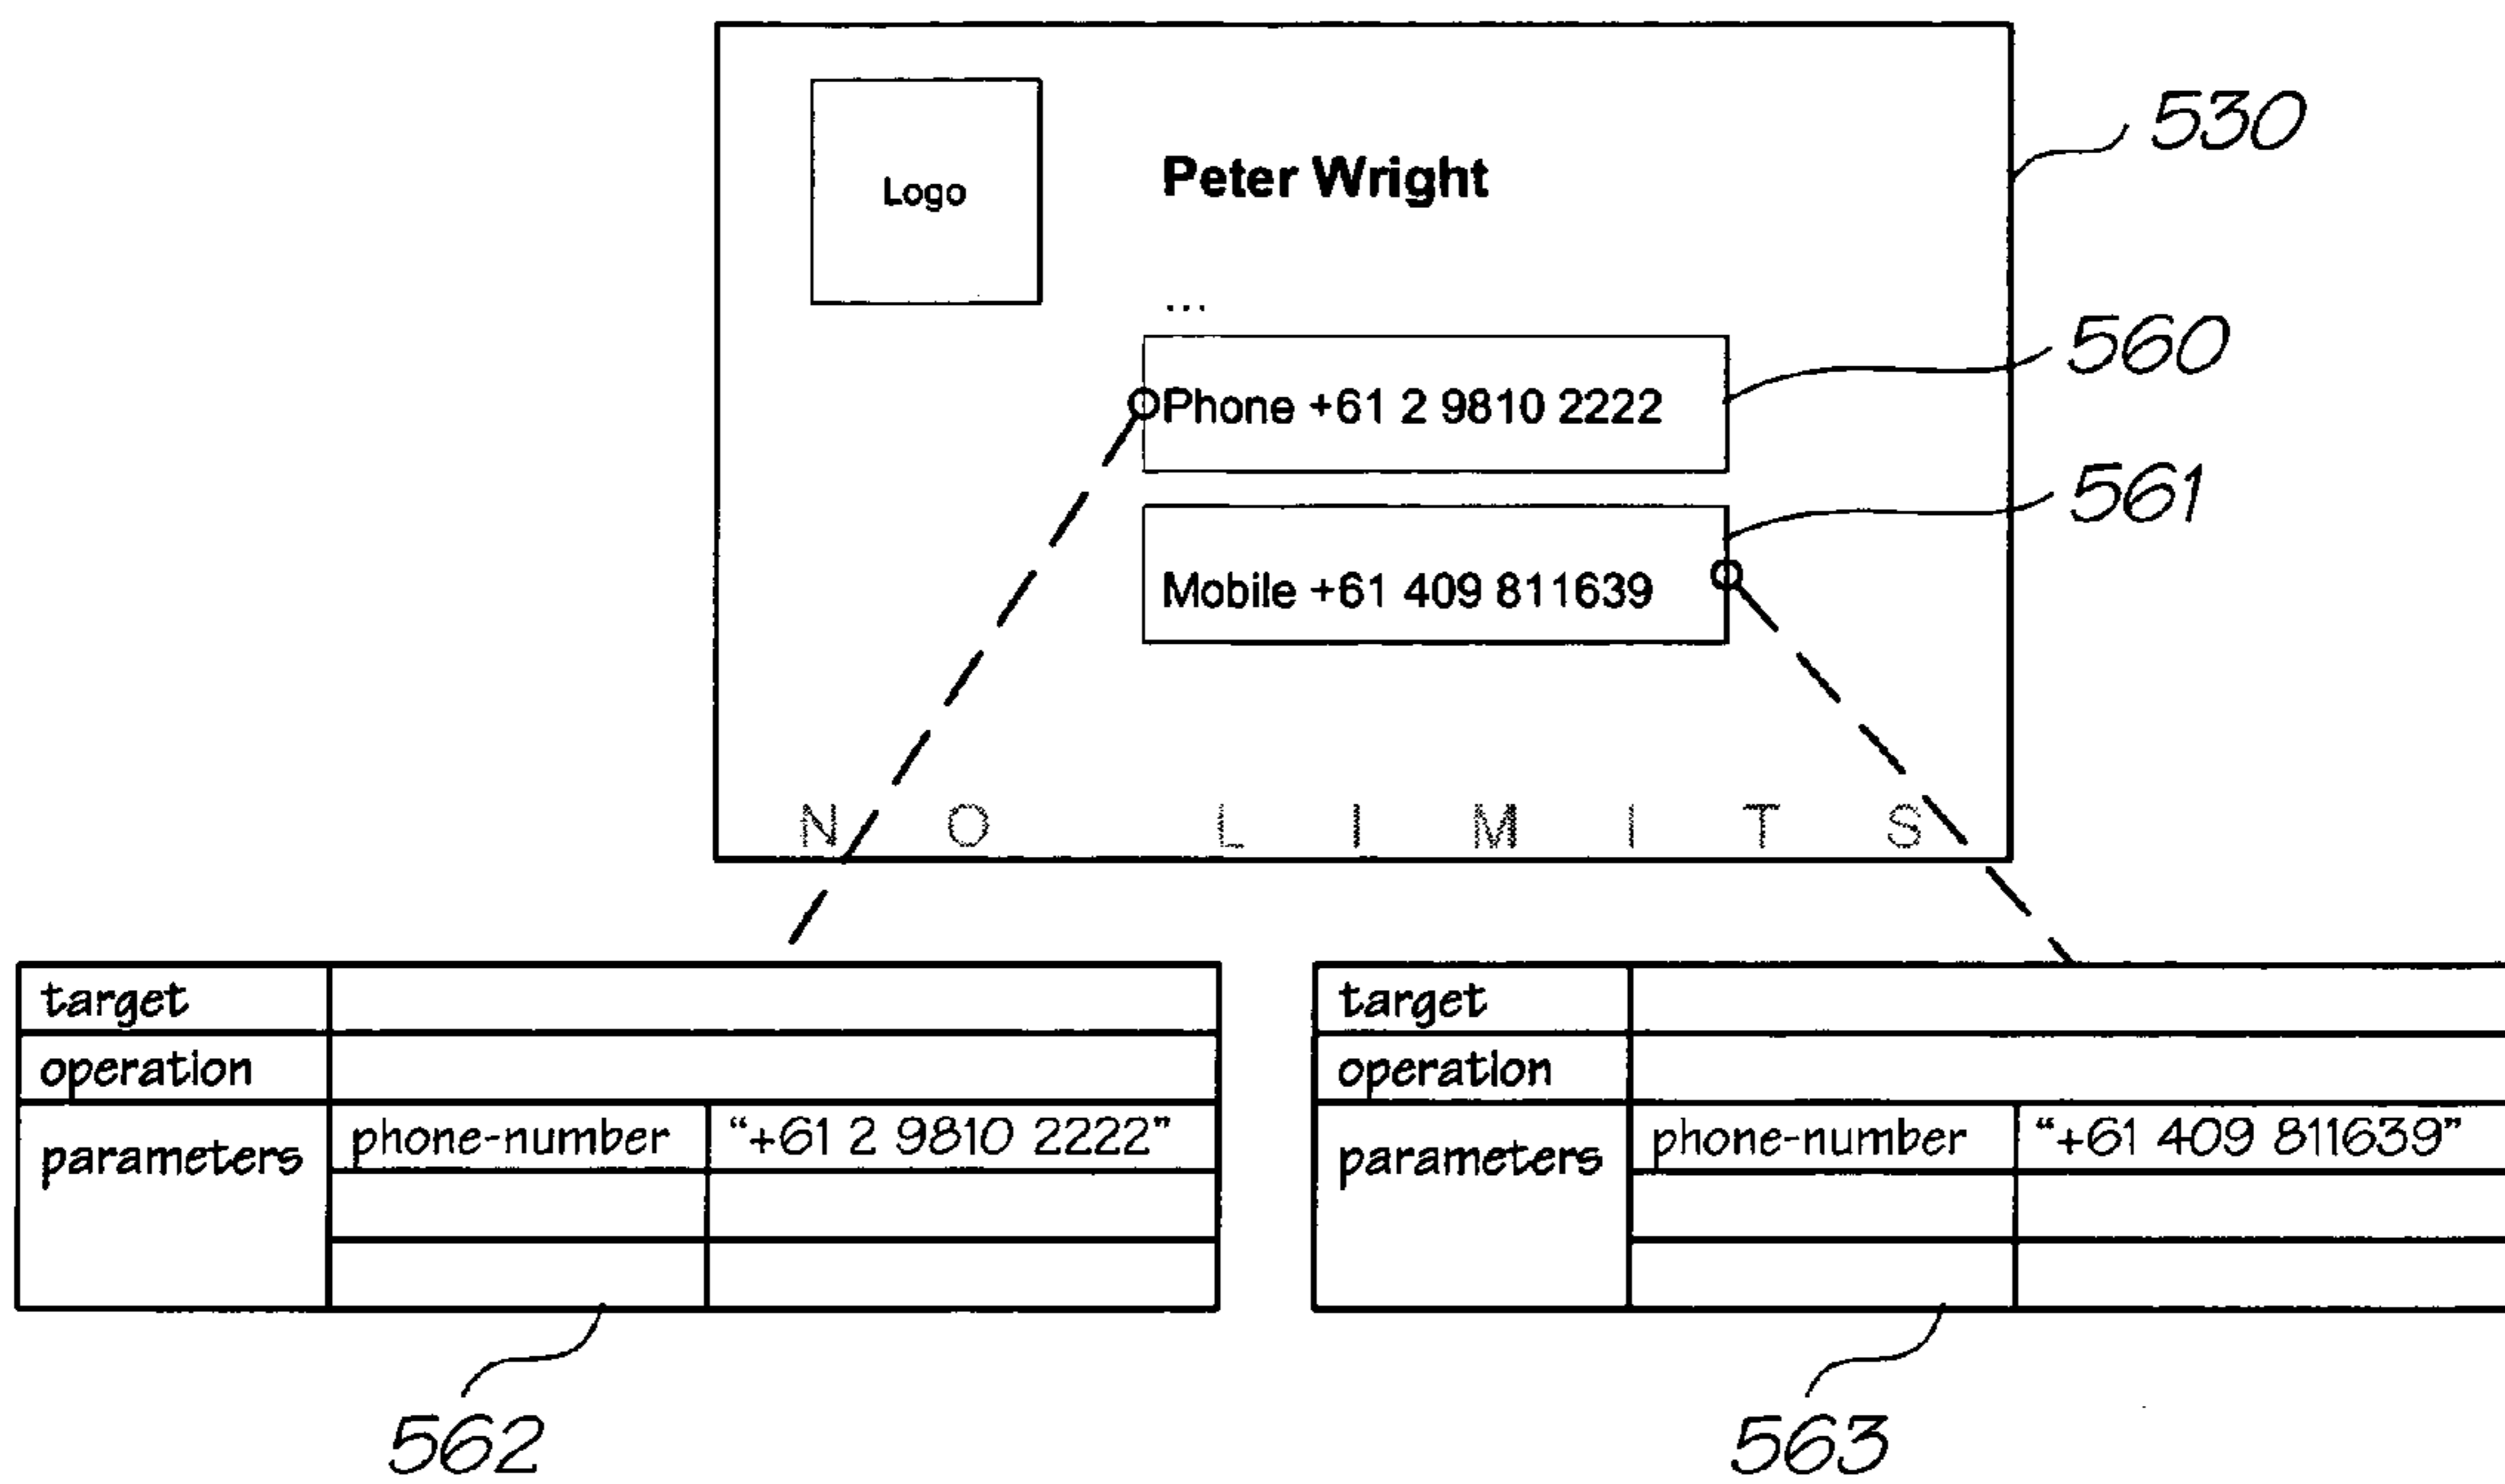 530
Logo
Peter Wright
...
560
Phone +61 2 9810 2222
561
Mobile +61 409 811639
N O L I M I T S
target
operation
parameters phone-number “+61 2 9810 2222”
562
target
operation
parameters phone-number “+61 409 811639”
563